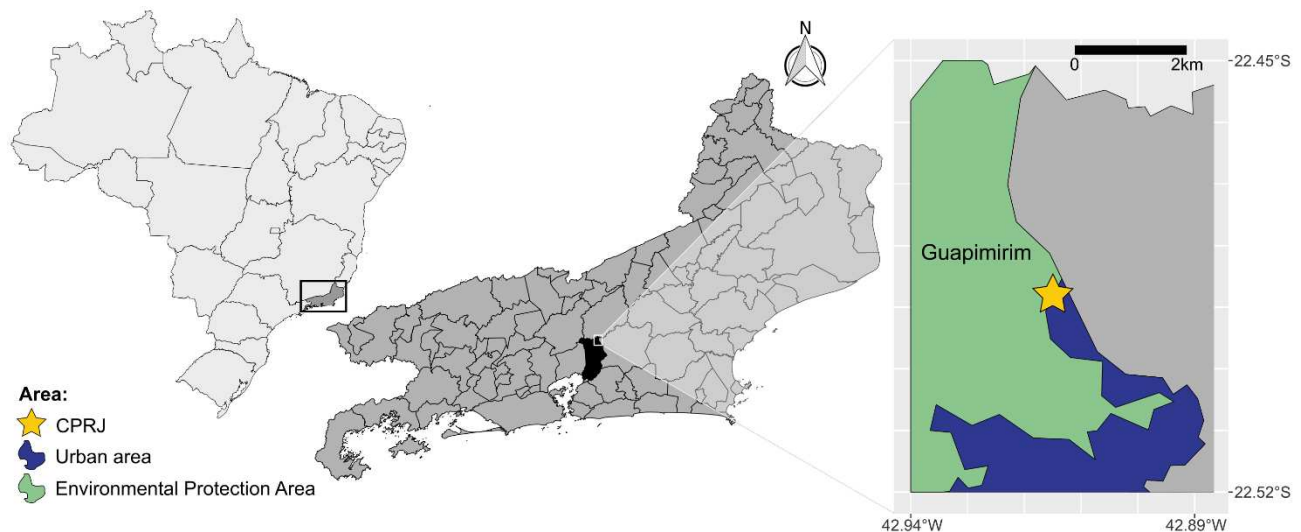 N
0 2km
22.45°S
Guapimirim
Area:
CPRJ
Urban area
Environmental Protection Area
22.52°S
42.94°W 42.89°W